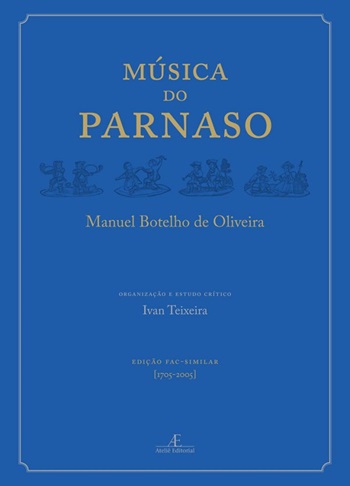 MÚSICA
DO
PARNASO
Manuel Botelho de Oliveira
ORGANIZAÇÃO E ESTUDO CRÍTICO
Ivan Teixeira
EDIÇÃO FAC-SIMILAR
[1705-2005]
Æ
Ateliê Editorial